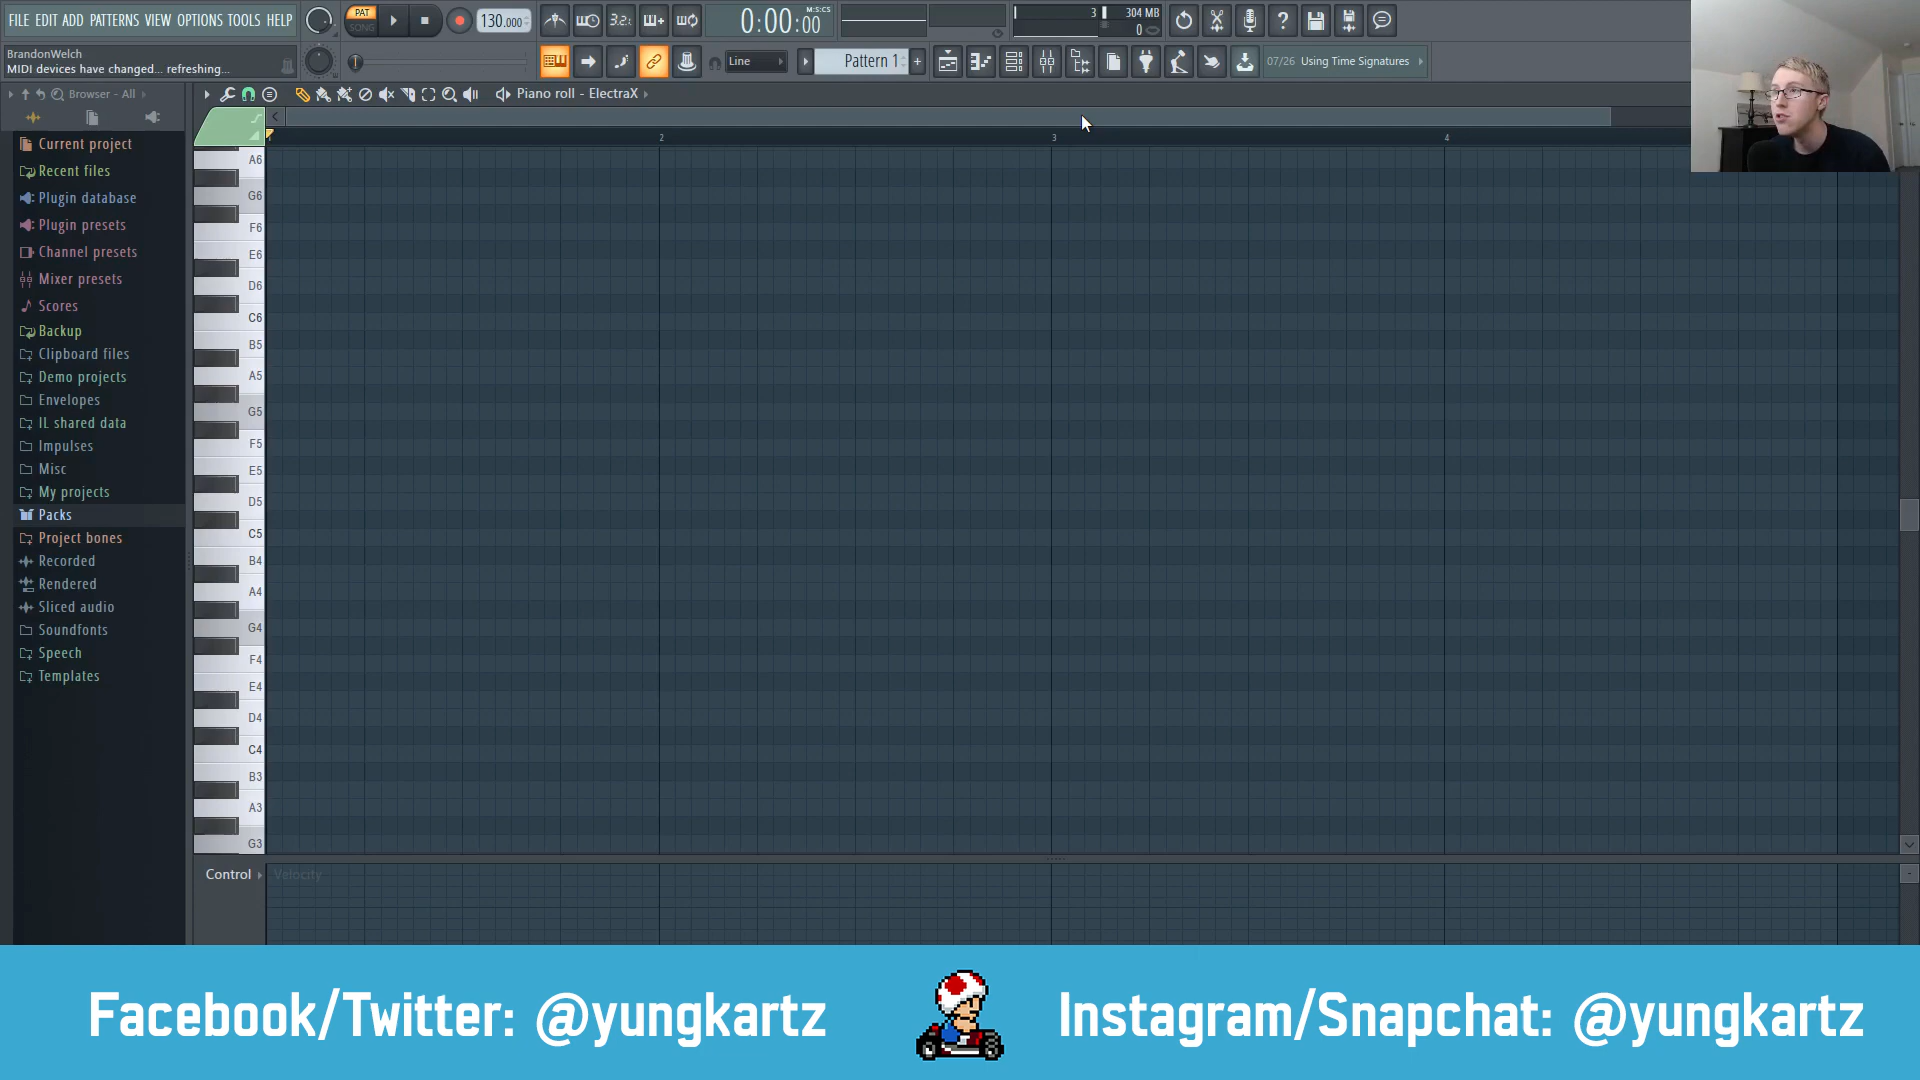 FILE EDIT ADD PATTERNS VIEW OPTIONS TOOLS HELP
PAT
SONG
130.000
3.2.
0:00:00
M:S:CS
3
304 MB
0
BrandonWelch
MIDI devices have changed... refreshing...
Line
Pattern 1
+
07/26 Using Time Signatures
Browser - All
Piano roll - ElectraX
2
3
4
Current project
Recent files
Plugin database
Plugin presets
Channel presets
Mixer presets
Scores
Backup
Clipboard files
Demo projects
Envelopes
IL shared data
Impulses
Misc
My projects
Packs
Project bones
Recorded
Rendered
Sliced audio
Soundfonts
Speech
Templates
A6
G6
F6
E6
D6
C6
B5
A5
G5
F5
E5
D5
C5
B4
A4
G4
F4
E4
D4
C4
B3
A3
G3
Control
Velocity
Facebook/Twitter: @yungkartz
Instagram/Snapchat: @yungkartz